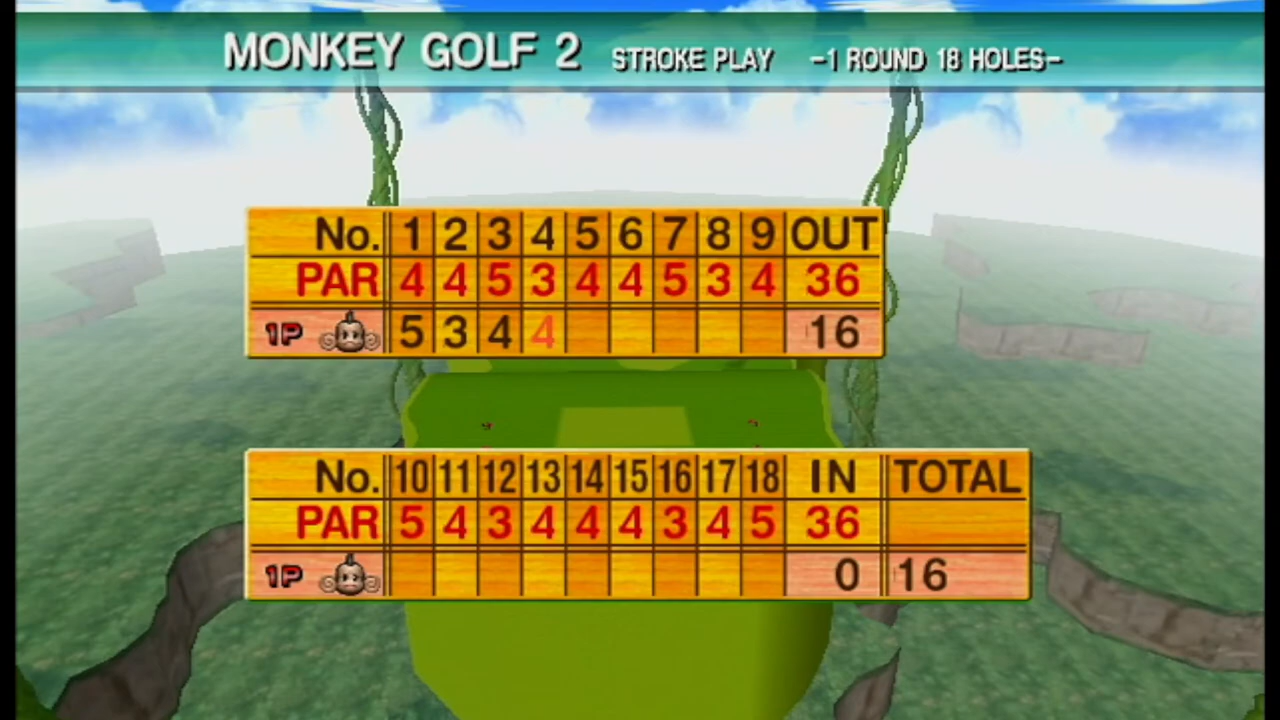 MONKEY GOLF 2 STROKE PLAY -1 ROUND 18 HOLES-
No. 1 2 3 4 5 6 7 8 9 OUT
PAR 4 4 5 3 4 4 5 3 4 36
1P 5 3 4 4 16
No. 10 11 12 13 14 15 16 17 18 IN TOTAL
PAR 5 4 3 4 4 4 3 4 5 36
1P 0 16